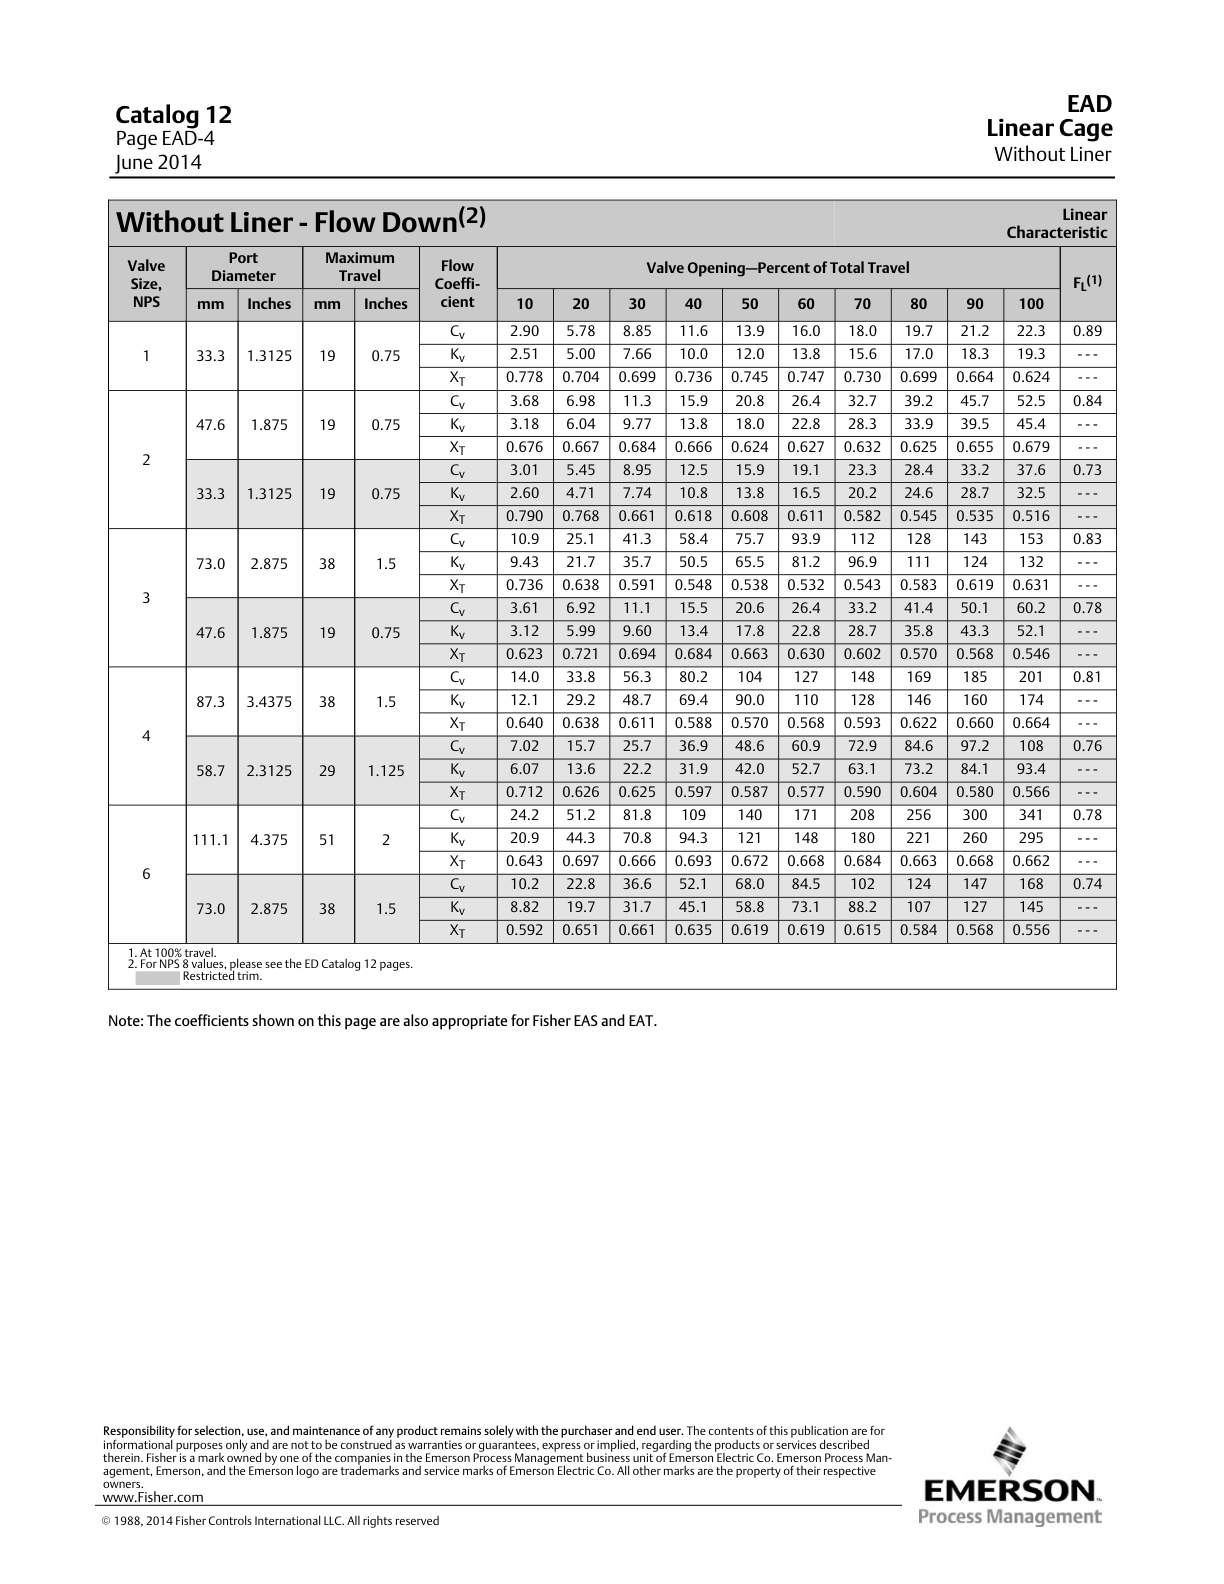 Catalog 12
Page EAD-4
June 2014
EAD
Linear Cage
Without Liner
Without Liner - Flow Down(2)
Linear
Characteristic
Valve
Size,
NPS
Port
Diameter
Maximum
Travel
Flow
Coeffi-
cient
Valve Opening—Percent of Total Travel
FL(1)
mm Inches mm Inches 10 20 30 40 50 60 70 80 90 100
1 33.3 1.3125 19 0.75
Cv 2.90 5.78 8.85 11.6 13.9 16.0 18.0 19.7 21.2 22.3 0.89
Kv 2.51 5.00 7.66 10.0 12.0 13.8 15.6 17.0 18.3 19.3 - - -
XT 0.778 0.704 0.699 0.736 0.745 0.747 0.730 0.699 0.664 0.624 - - -
2
47.6 1.875 19 0.75
Cv 3.68 6.98 11.3 15.9 20.8 26.4 32.7 39.2 45.7 52.5 0.84
Kv 3.18 6.04 9.77 13.8 18.0 22.8 28.3 33.9 39.5 45.4 - - -
XT 0.676 0.667 0.684 0.666 0.624 0.627 0.632 0.625 0.655 0.679 - - -
33.3 1.3125 19 0.75
Cv 3.01 5.45 8.95 12.5 15.9 19.1 23.3 28.4 33.2 37.6 0.73
Kv 2.60 4.71 7.74 10.8 13.8 16.5 20.2 24.6 28.7 32.5 - - -
XT 0.790 0.768 0.661 0.618 0.608 0.611 0.582 0.545 0.535 0.516 - - -
3
73.0 2.875 38 1.5
Cv 10.9 25.1 41.3 58.4 75.7 93.9 112 128 143 153 0.83
Kv 9.43 21.7 35.7 50.5 65.5 81.2 96.9 111 124 132 - - -
XT 0.736 0.638 0.591 0.548 0.538 0.532 0.543 0.583 0.619 0.631 - - -
47.6 1.875 19 0.75
Cv 3.61 6.92 11.1 15.5 20.6 26.4 33.2 41.4 50.1 60.2 0.78
Kv 3.12 5.99 9.60 13.4 17.8 22.8 28.7 35.8 43.3 52.1 - - -
XT 0.623 0.721 0.694 0.684 0.663 0.630 0.602 0.570 0.568 0.546 - - -
4
87.3 3.4375 38 1.5
Cv 14.0 33.8 56.3 80.2 104 127 148 169 185 201 0.81
Kv 12.1 29.2 48.7 69.4 90.0 110 128 146 160 174 - - -
XT 0.640 0.638 0.611 0.588 0.570 0.568 0.593 0.622 0.660 0.664 - - -
58.7 2.3125 29 1.125
Cv 7.02 15.7 25.7 36.9 48.6 60.9 72.9 84.6 97.2 108 0.76
Kv 6.07 13.6 22.2 31.9 42.0 52.7 63.1 73.2 84.1 93.4 - - -
XT 0.712 0.626 0.625 0.597 0.587 0.577 0.590 0.604 0.580 0.566 - - -
6
111.1 4.375 51 2
Cv 24.2 51.2 81.8 109 140 171 208 256 300 341 0.78
Kv 20.9 44.3 70.8 94.3 121 148 180 221 260 295 - - -
XT 0.643 0.697 0.666 0.693 0.672 0.668 0.684 0.663 0.668 0.662 - - -
73.0 2.875 38 1.5
Cv 10.2 22.8 36.6 52.1 68.0 84.5 102 124 147 168 0.74
Kv 8.82 19.7 31.7 45.1 58.8 73.1 88.2 107 127 145 - - -
XT 0.592 0.651 0.661 0.635 0.619 0.619 0.615 0.584 0.568 0.556 - - -
1. At 100% travel.
2. For NPS 8 values, please see the ED Catalog 12 pages.
Restricted trim.
Note: The coefficients shown on this page are also appropriate for Fisher EAS and EAT.
Responsibility for selection, use, and maintenance of any product remains solely with the purchaser and end user. The contents of this publication are for
informational purposes only and are not to be construed as warranties or guarantees, express or implied, regarding the products or services described
therein. Fisher is a mark owned by one of the companies in the Emerson Process Management business unit of Emerson Electric Co. Emerson Process Man-
agement, Emerson, and the Emerson logo are trademarks and service marks of Emerson Electric Co. All other marks are the property of their respective
owners.
www.Fisher.com
© 1988, 2014 Fisher Controls International LLC. All rights reserved
EMERSON™
Process Management